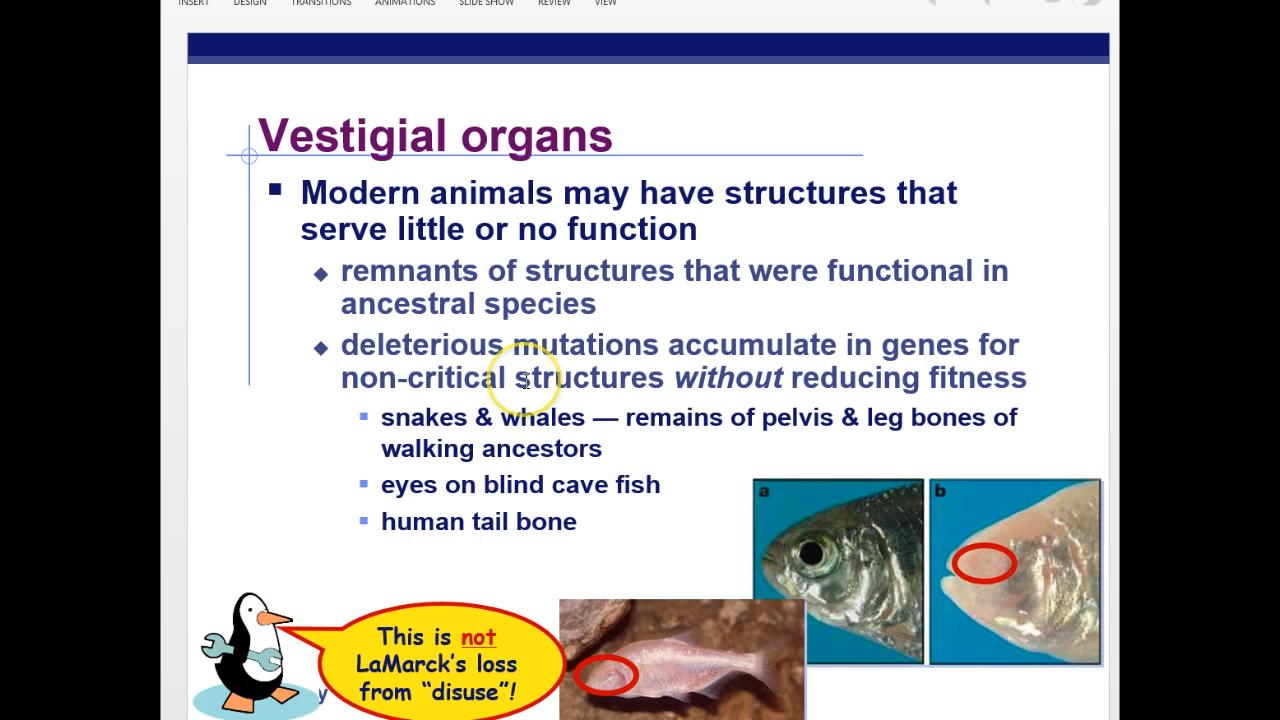 INSERT DESIGN TRANSITIONS ANIMATIONS SLIDE SHOW REVIEW VIEW
Vestigial organs
Modern animals may have structures that
serve little or no function
remnants of structures that were functional in
ancestral species
deleterious mutations accumulate in genes for
non-critical structures without reducing fitness
snakes & whales — remains of pelvis & leg bones of
walking ancestors
eyes on blind cave fish
human tail bone
a
b
This is not
LaMarck's loss
from “disuse”!